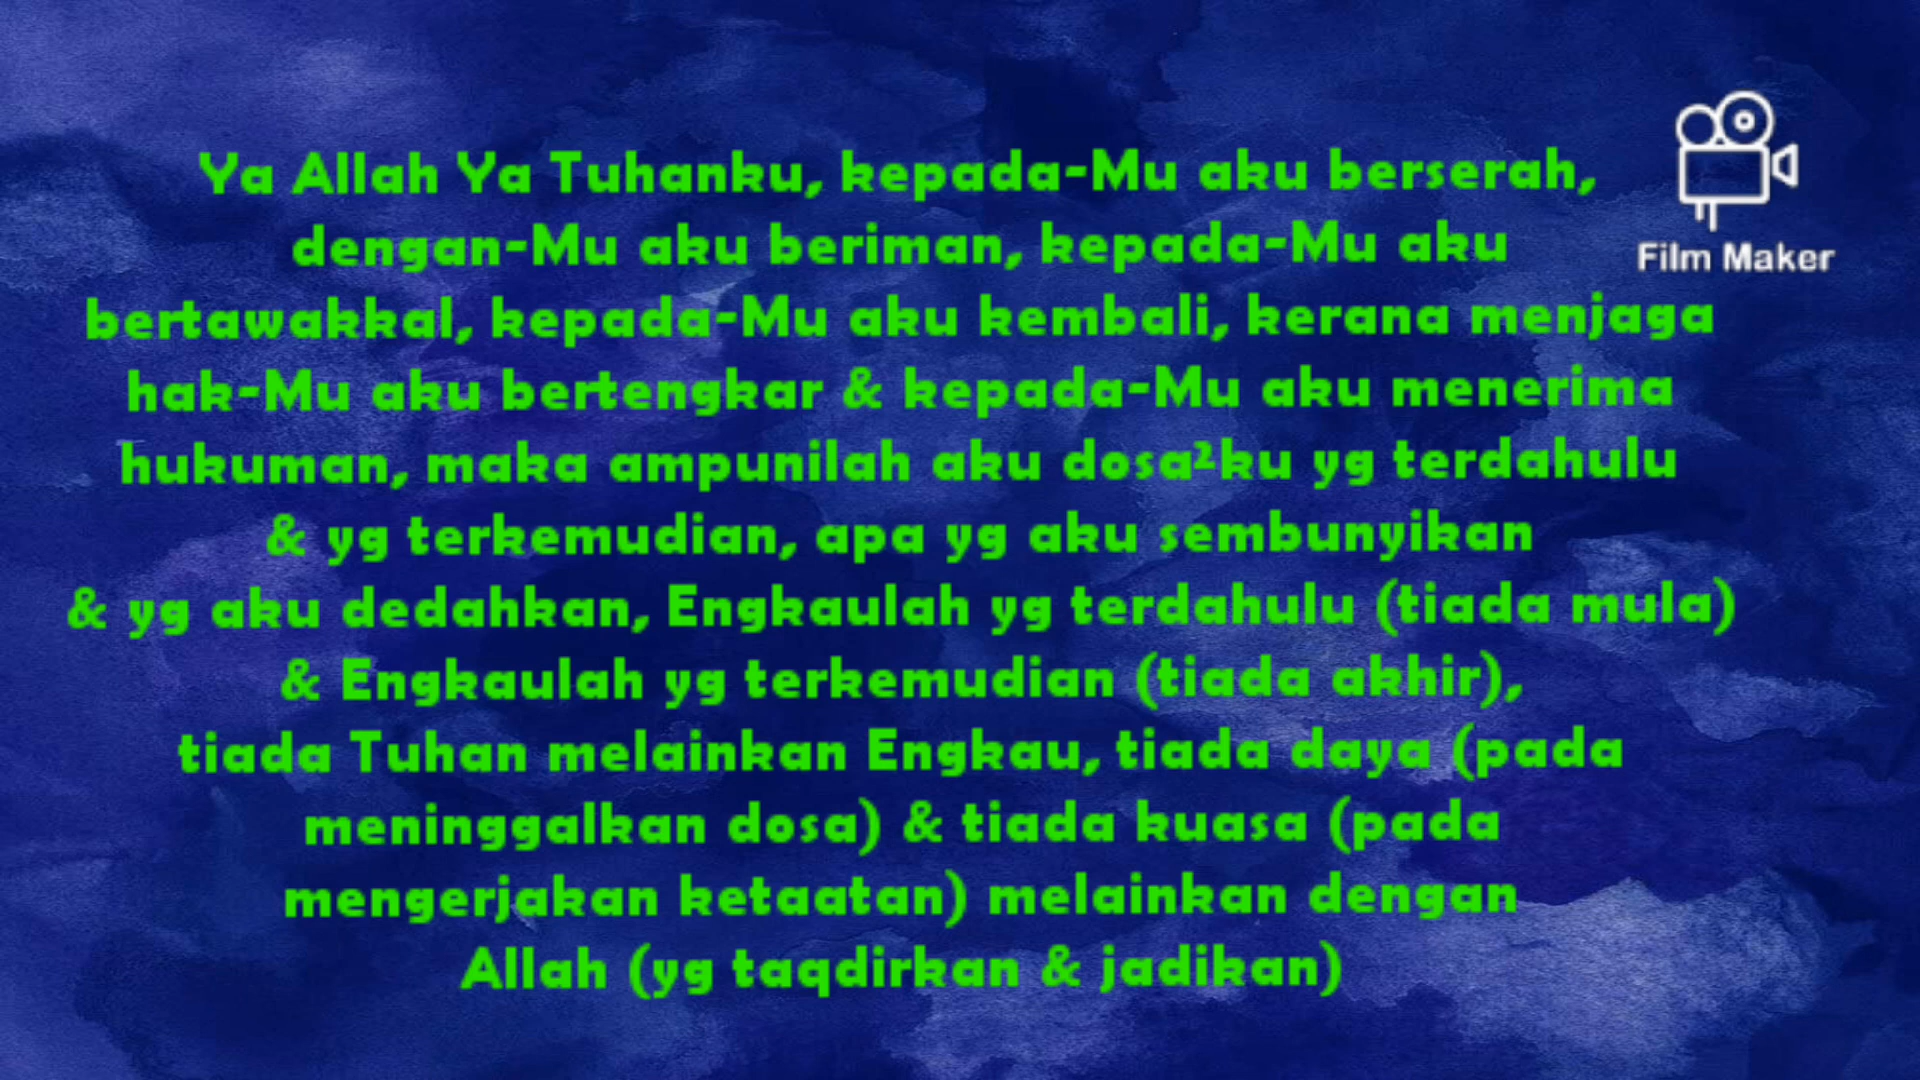 Ya Allah Ya Tuhanku, kepada-Mu aku berserah,
dengan-Mu aku beriman, kepada-Mu aku
bertawakkal, kepada-Mu aku kembali, kerana menjaga
hak-Mu aku bertengkar & kepada-Mu aku menerima
hukuman, maka ampunilah aku dosa²ku yg terdahulu
& yg terkemudian, apa yg aku sembunyikan
& yg aku dedahkan, Engkaulah yg terdahulu (tiada mula)
& Engkaulah yg terkemudian (tiada akhir),
tiada Tuhan melainkan Engkau, tiada daya (pada
meninggalkan dosa) & tiada kuasa (pada
mengerjakan ketaatan) melainkan dengan
Allah (yg taqdirkan & jadikan)
Film Maker